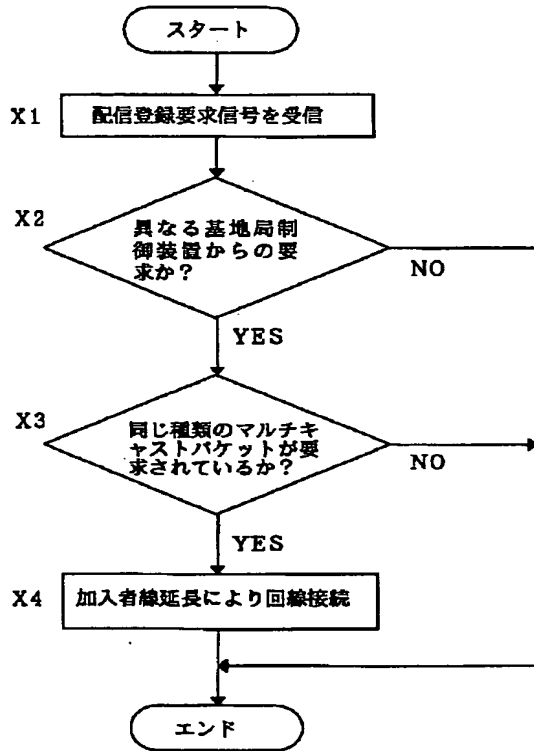 スタート
X1
配信登録要求信号を受信
X2
異なる基地局制
御装置からの要
求か？
NO
YES
X3
同じ種類のマルチキ
ャストパケットが要
求されているか？
NO
YES
X4
加入者線延長により回線接続
エンド